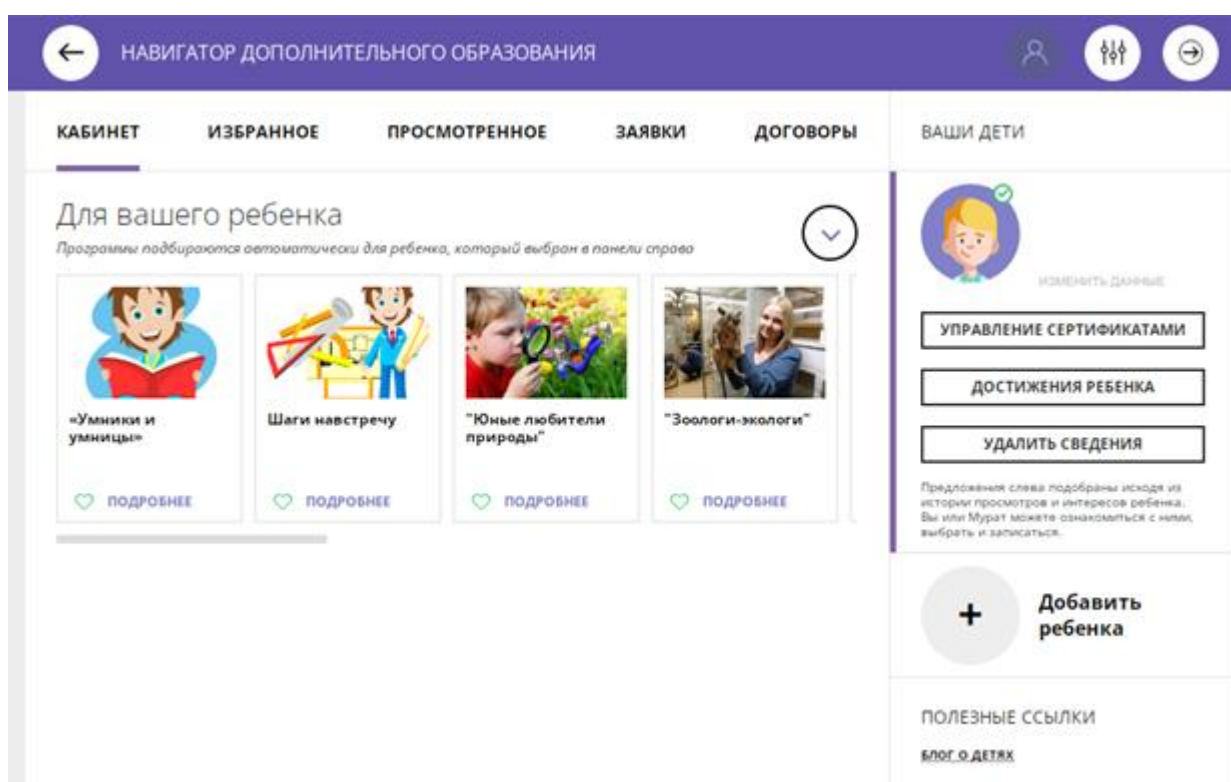 НАВИГАТОР ДОПОЛНИТЕЛЬНОГО ОБРАЗОВАНИЯ
КАБИНЕТ ИЗБРАННОЕ ПРОСМОТРЕННОЕ ЗАЯВКИ ДОГОВОРЫ
Для вашего ребенка
Программы подбираются автоматически для ребенка, который выбран в панели справа
«Умники и
умницы»
ПОДРОБНЕЕ
Шаги навстречу
ПОДРОБНЕЕ
"Юные любители
природы"
ПОДРОБНЕЕ
"Зоологи-экологи"
ПОДРОБНЕЕ
ВАШИ ДЕТИ
ИЗМЕНИТЬ ДАННЫЕ
УПРАВЛЕНИЕ СЕРТИФИКАТАМИ
ДОСТИЖЕНИЯ РЕБЕНКА
УДАЛИТЬ СВЕДЕНИЯ
Предложения слева подобраны исходя из
истории просмотров и интересов ребенка.
Вы или Мурат можете ознакомиться с ними,
выбрать и записаться.
Добавить
ребенка
ПОЛЕЗНЫЕ ССЫЛКИ
БЛОГ О ДЕТЯХ